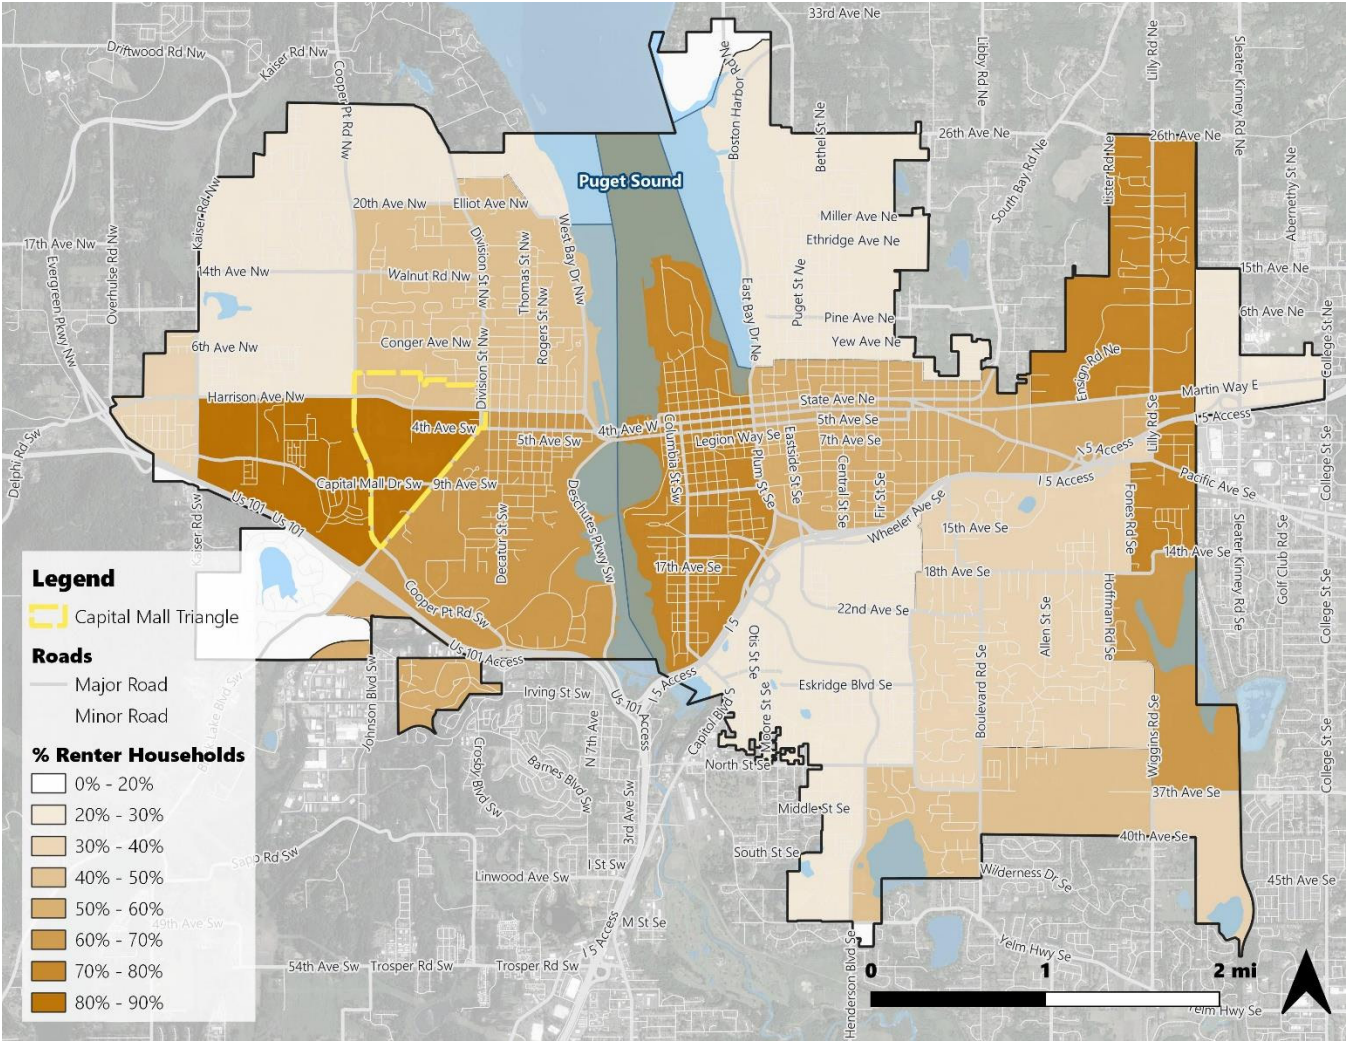 33rd Ave Ne
Driftwood Rd Nw
Kaiser Rd Nw
Cooper Pt Rd Nw
Boston Harbor Rd Ne
Libby Rd Ne
Lilly Rd Ne
Sleater Kinney Rd Ne
26th Ave Ne
26th Ave Ne
Bethel St Ne
South Bay Rd Ne
Lister Rd Ne
Abernethy St Ne
Puget Sound
Kaiser Rd Nw
20th Ave Nw
Elliot Ave Nw
West Bay Dr Nw
Miller Ave Ne
Ethridge Ave Ne
17th Ave Nw
Evergreen Pkwy Nw
Overhulse Rd Nw
14th Ave Nw
Walnut Rd Nw
Division St Nw
Thomas St Nw
Rogers St Nw
East Bay Dr Ne
Puget St Ne
15th Ave Ne
6th Ave Ne
Pine Ave Ne
Yew Ave Ne
6th Ave Nw
Conger Ave Nw
Division St Nw
Ensign Rd Ne
College St Ne
Harrison Ave Nw
State Ave Ne
Martin Way E
4th Ave Sw
5th Ave Sw
4th Ave W
5th Ave Se
I 5 Access
Legion Way Se
7th Ave Se
Lilly Rd Se
I 5 Access
Delphi Rd Sw
Columbia St Sw
Plum St Se
Eastside St Se
Central St Se
Fir St Se
I 5 Access
Pacific Ave Se
College St Se
Capital Mall Dr Sw
9th Ave Sw
Us 101
Us 101
Kaiser Rd Sw
Decatur St Sw
Deschutes Pkwy Sw
Wheeler Ave Se
15th Ave Se
Fones Rd Se
14th Ave Se
Sleater Kinney Rd Se
Golf Club Rd Se
College St Se
17th Ave Se
18th Ave Se
Hoffman Rd Se
Allen St Se
Cooper Pt Rd Sw
22nd Ave Se
I 5
Otis St Se
Moore St Se
Us 101 Access
Eskridge Blvd Se
Boulevard Rd Se
Wiggins Rd Se
College St Se
Legend
Capital Mall Triangle
Roads
Major Road
Minor Road
% Renter Households
0% - 20%
20% - 30%
30% - 40%
40% - 50%
50% - 60%
60% - 70%
70% - 80%
80% - 90%
Johnson Blvd Sw
Irving St Sw
I 5 Access
Us 101 Access
Capitol Blvd S
N 7th Ave
Crosby Blvd Sw
Barnes Blvd Sw
3rd Ave Sw
North St Se
Middle St Se
37th Ave Se
40th Ave Se
South St Se
Sapp Rd Sw
I St Sw
Linwood Ave Sw
Wilderness Dr Se
45th Ave Se
49th Ave Sw
M St Se
I 5 Access
Henderson Blvd Se
Yelm Hwy Se
54th Ave Sw
Trosper Rd Sw
Trosper Rd Sw
0
1
2 mi
Yelm Hwy Se